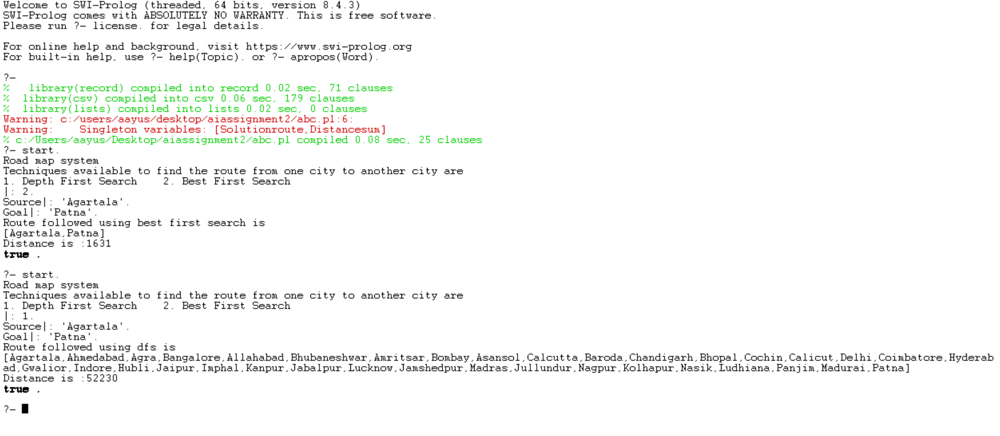 Welcome to SWI-Prolog (threaded, 64 bits, version 8.4.3)
SWI-Prolog comes with ABSOLUTELY NO WARRANTY. This is free software.
Please run ?- license. for legal details.
For online help and background, visit https://www.swi-prolog.org
For built-in help, use ?- help(Topic). or ?- apropos(Word).
?-
%   library(record) compiled into record 0.02 sec, 71 clauses
%  library(csv) compiled into csv 0.06 sec, 179 clauses
%  library(lists) compiled into lists 0.02 sec, 0 clauses
Warning: c:/users/aayus/desktop/aiassignment2/abc.pl:6:
Warning:    Singleton variables: [Solutionroute,Distancesum]
% c:/Users/aayus/Desktop/aiassignment2/abc.pl compiled 0.08 sec, 25 clauses
?- start.
Road map system
Techniques available to find the route from one city to another city are
1. Depth First Search    2. Best First Search
|: 2.
Source|: 'Agartala'.
Goal|: 'Patna'.
Route followed using best first search is
[Agartala,Patna]
Distance is :1631
true .
?- start.
Road map system
Techniques available to find the route from one city to another city are
1. Depth First Search    2. Best First Search
|: 1.
Source|: 'Agartala'.
Goal|: 'Patna'.
Route followed using dfs is
[Agartala,Ahmedabad,Agra,Bangalore,Allahabad,Bhubaneshwar,Amritsar,Bombay,Asansol,Calcutta,Baroda,Chandigarh,Bhopal,Cochin,Calicut,Delhi,Coimbatore,Hyderab
ad,Gwalior,Indore,Hubli,Jaipur,Imphal,Kanpur,Jabalpur,Lucknow,Jamshedpur,Madras,Jullundur,Nagpur,Kolhapur,Nasik,Ludhiana,Panjim,Madurai,Patna]
Distance is :52230
true .
?-